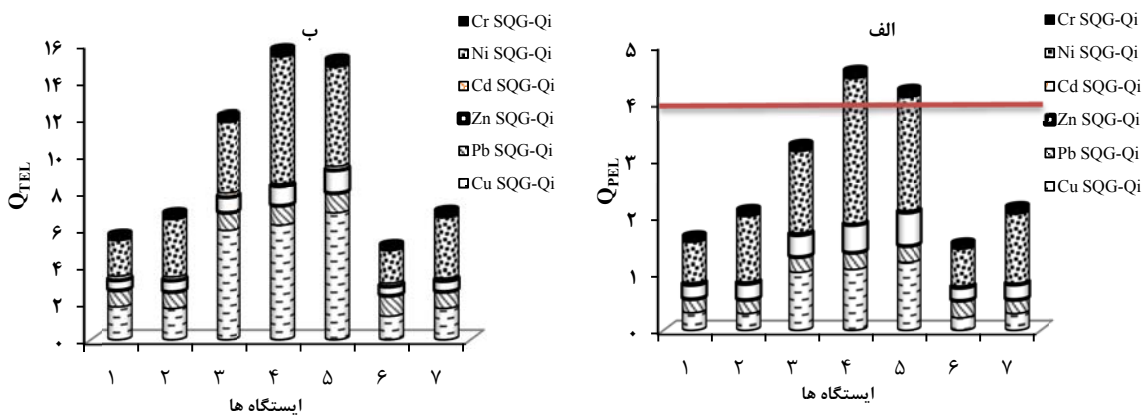 ب
Q_TEL
۱۶
۱۴
۱۲
۱۰
۸
۶
۴
۲
۰
۱ ۲ ۳ ۴ ۵ ۶ ۷
ایستگاه ها
Cr SQG-Qi
Ni SQG-Qi
Cd SQG-Qi
Zn SQG-Qi
Pb SQG-Qi
Cu SQG-Qi
الف
Q_PEL
۵
۴
۳
۲
۱
۰
۱ ۲ ۳ ۴ ۵ ۶ ۷
ایستگاه ها
Cr SQG-Qi
Ni SQG-Qi
Cd SQG-Qi
Zn SQG-Qi
Pb SQG-Qi
Cu SQG-Qi